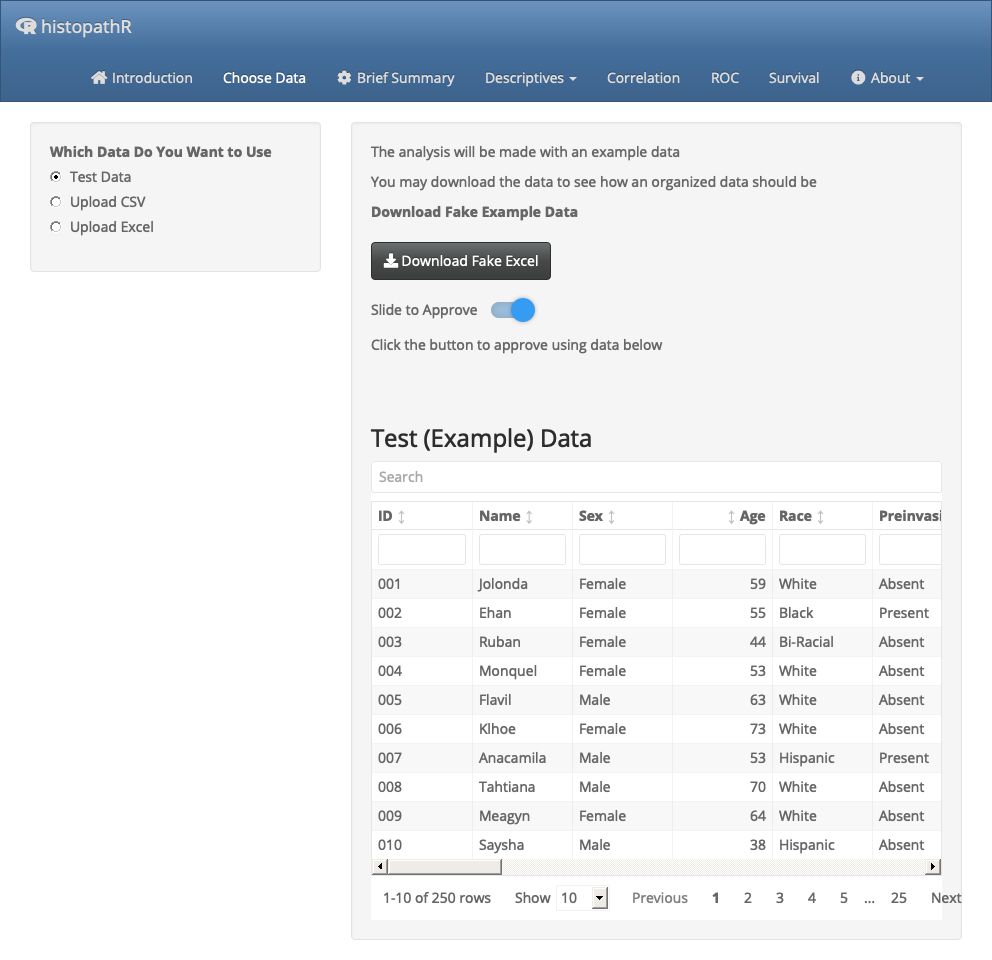 histopathR
Introduction Choose Data Brief Summary Descriptives Correlation ROC Survival About
Which Data Do You Want to Use
Test Data
Upload CSV
Upload Excel
The analysis will be made with an example data
You may download the data to see how an organized data should be
Download Fake Example Data
Download Fake Excel
Slide to Approve
Click the button to approve using data below
Test (Example) Data
Search
ID Name Sex Age Race Preinvasi
001 Jolonda Female 59 White Absent
002 Ehan Female 55 Black Present
003 Ruban Female 44 Bi-Racial Absent
004 Monquel Female 53 White Absent
005 Flavil Male 63 White Absent
006 Klhoe Female 73 White Absent
007 Anacamila Male 53 Hispanic Present
008 Tahtiana Male 70 White Absent
009 Meagyn Female 64 White Absent
010 Saysha Male 38 Hispanic Absent
1-10 of 250 rows Show 10 Previous 1 2 3 4 5 ... 25 Next